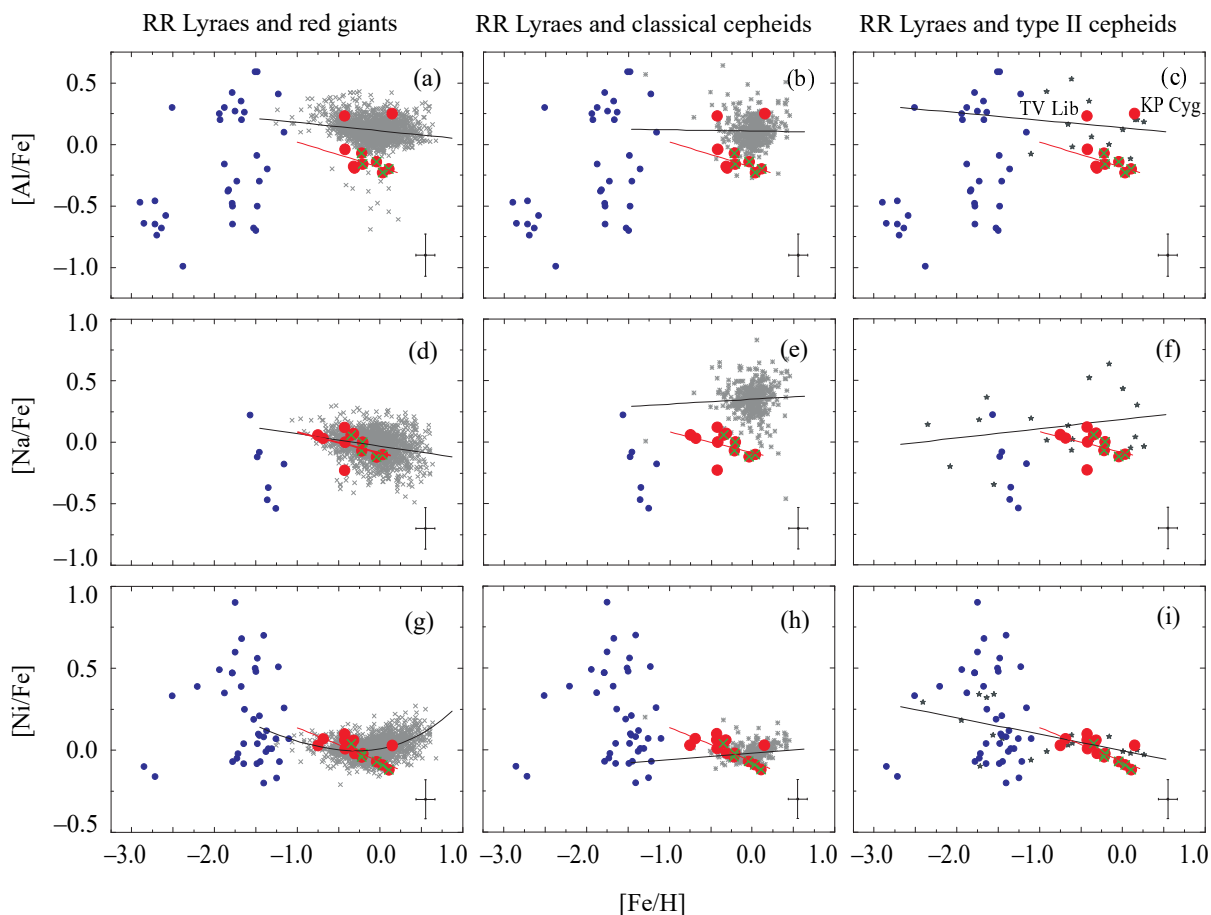 RR Lyraes and red giants
RR Lyraes and classical cepheids
RR Lyraes and type II cepheids
[Al/Fe]
0.5
0.0
−0.5
−1.0
(a)
(b)
(c)
TV Lib
KP Cyg
[Na/Fe]
1.0
0.5
0.0
−0.5
−1.0
(d)
(e)
(f)
[Ni/Fe]
1.0
0.5
0.0
−0.5
(g)
(h)
(i)
−3.0 −2.0 −1.0 0.0 1.0
−3.0 −2.0 −1.0 0.0
−3.0 −2.0 −1.0 0.0 1.0
[Fe/H]